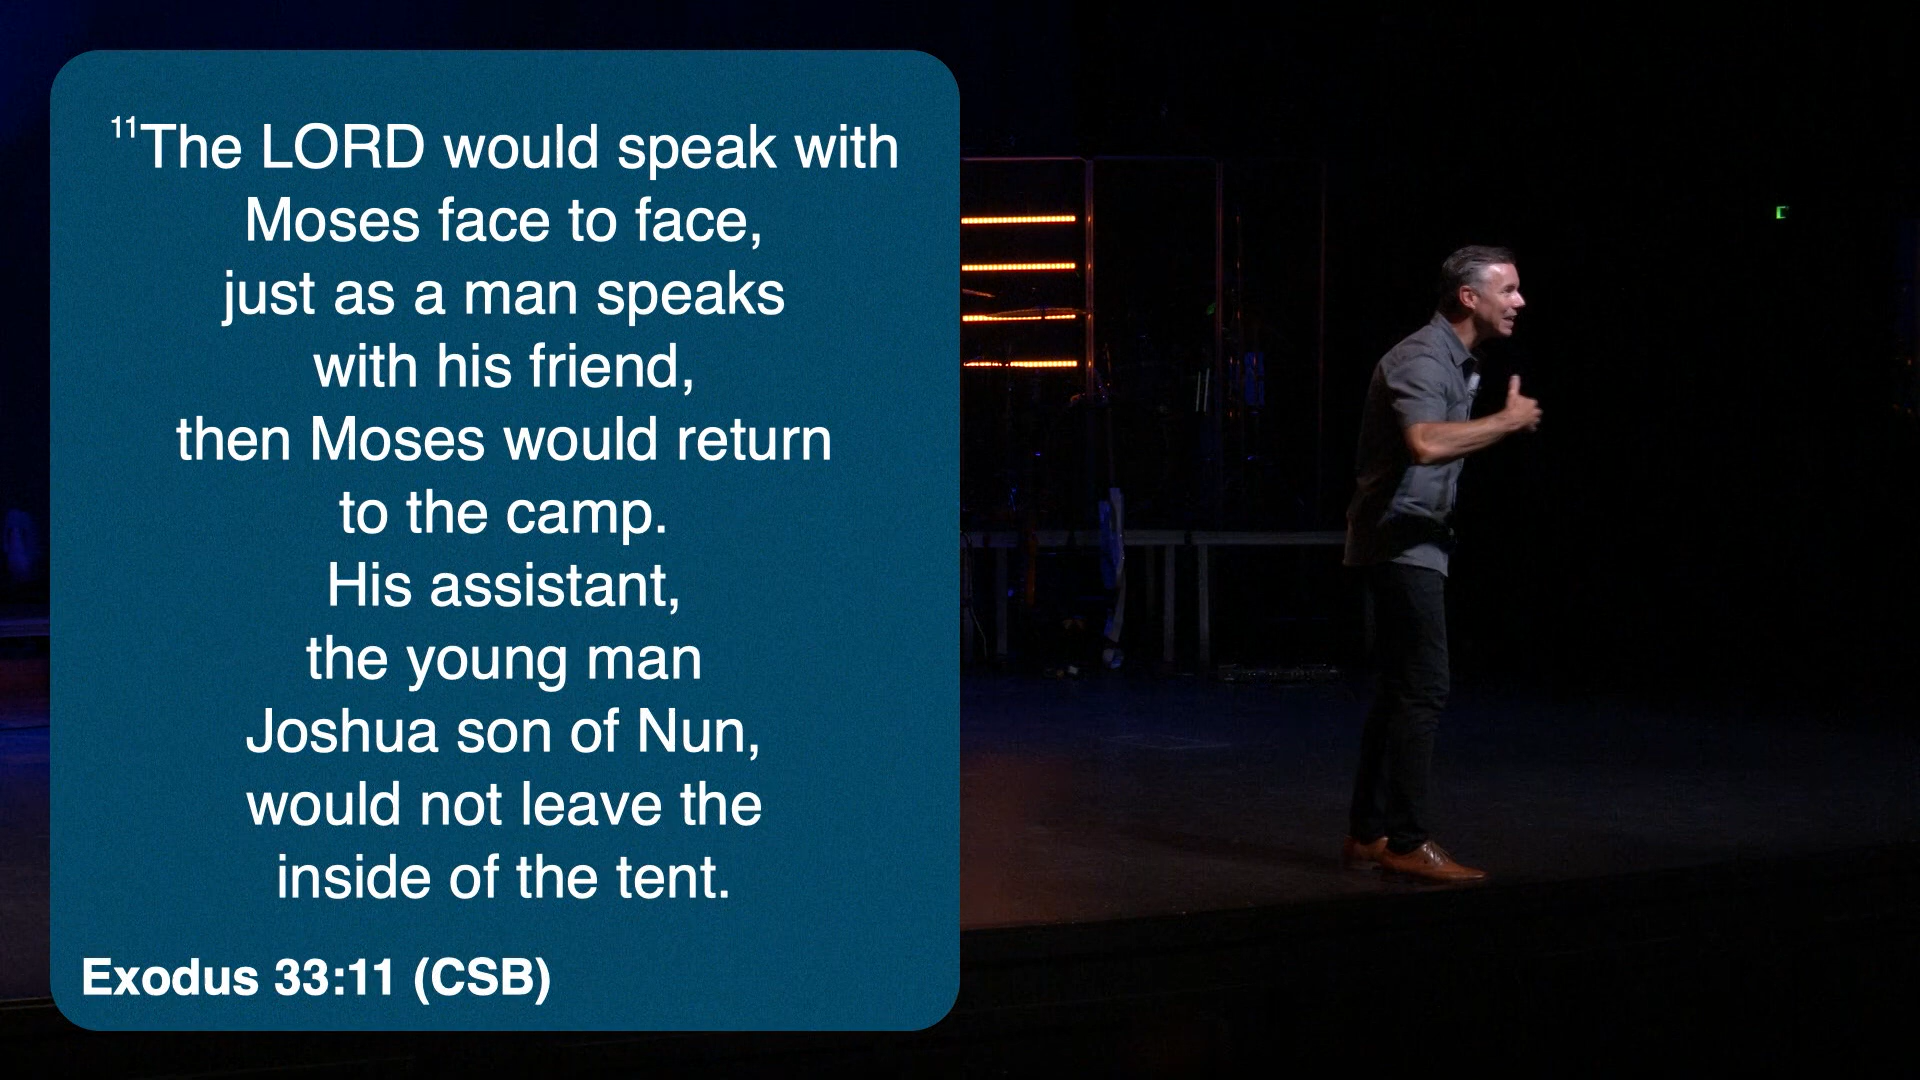 11The LORD would speak with
Moses face to face,
just as a man speaks
with his friend,
then Moses would return
to the camp.
His assistant,
the young man
Joshua son of Nun,
would not leave the
inside of the tent.
Exodus 33:11 (CSB)